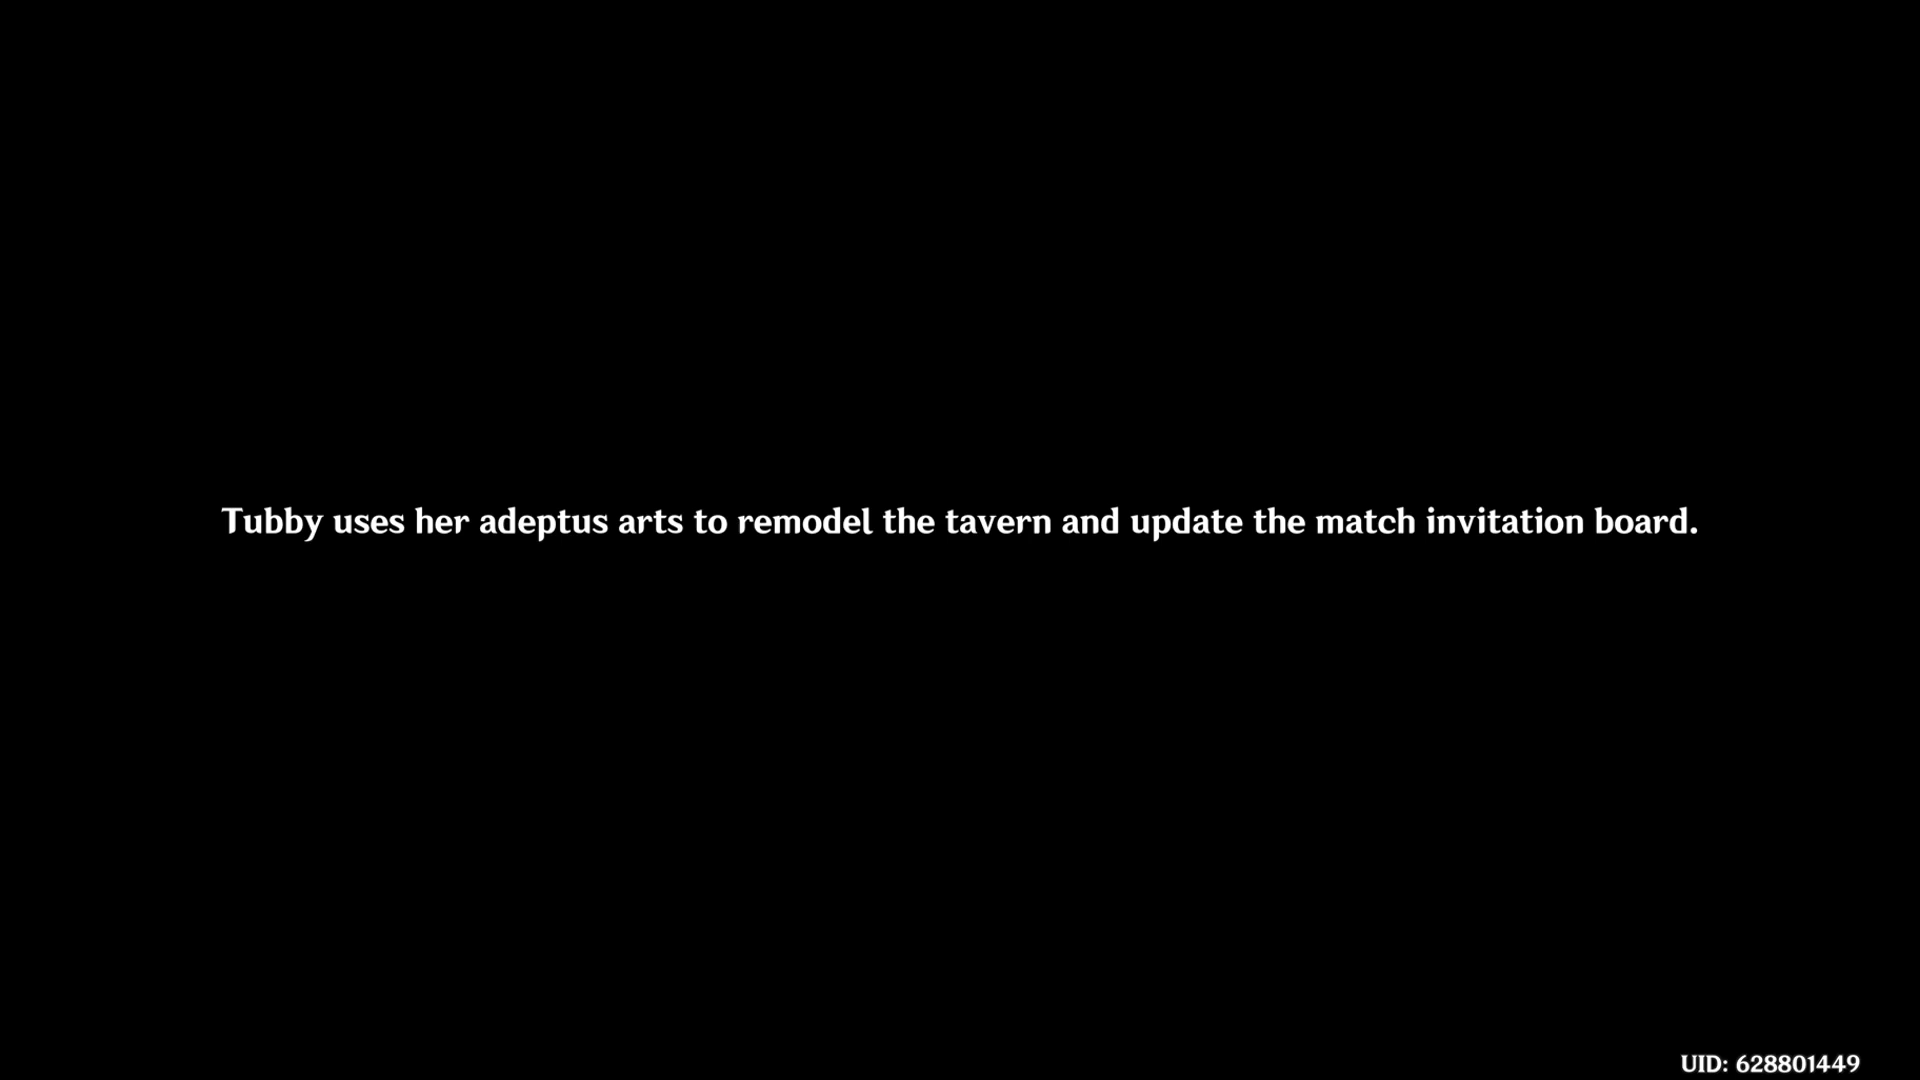 Tubby uses her adeptus arts to remodel the tavern and update the match invitation board.
UID: 628801449